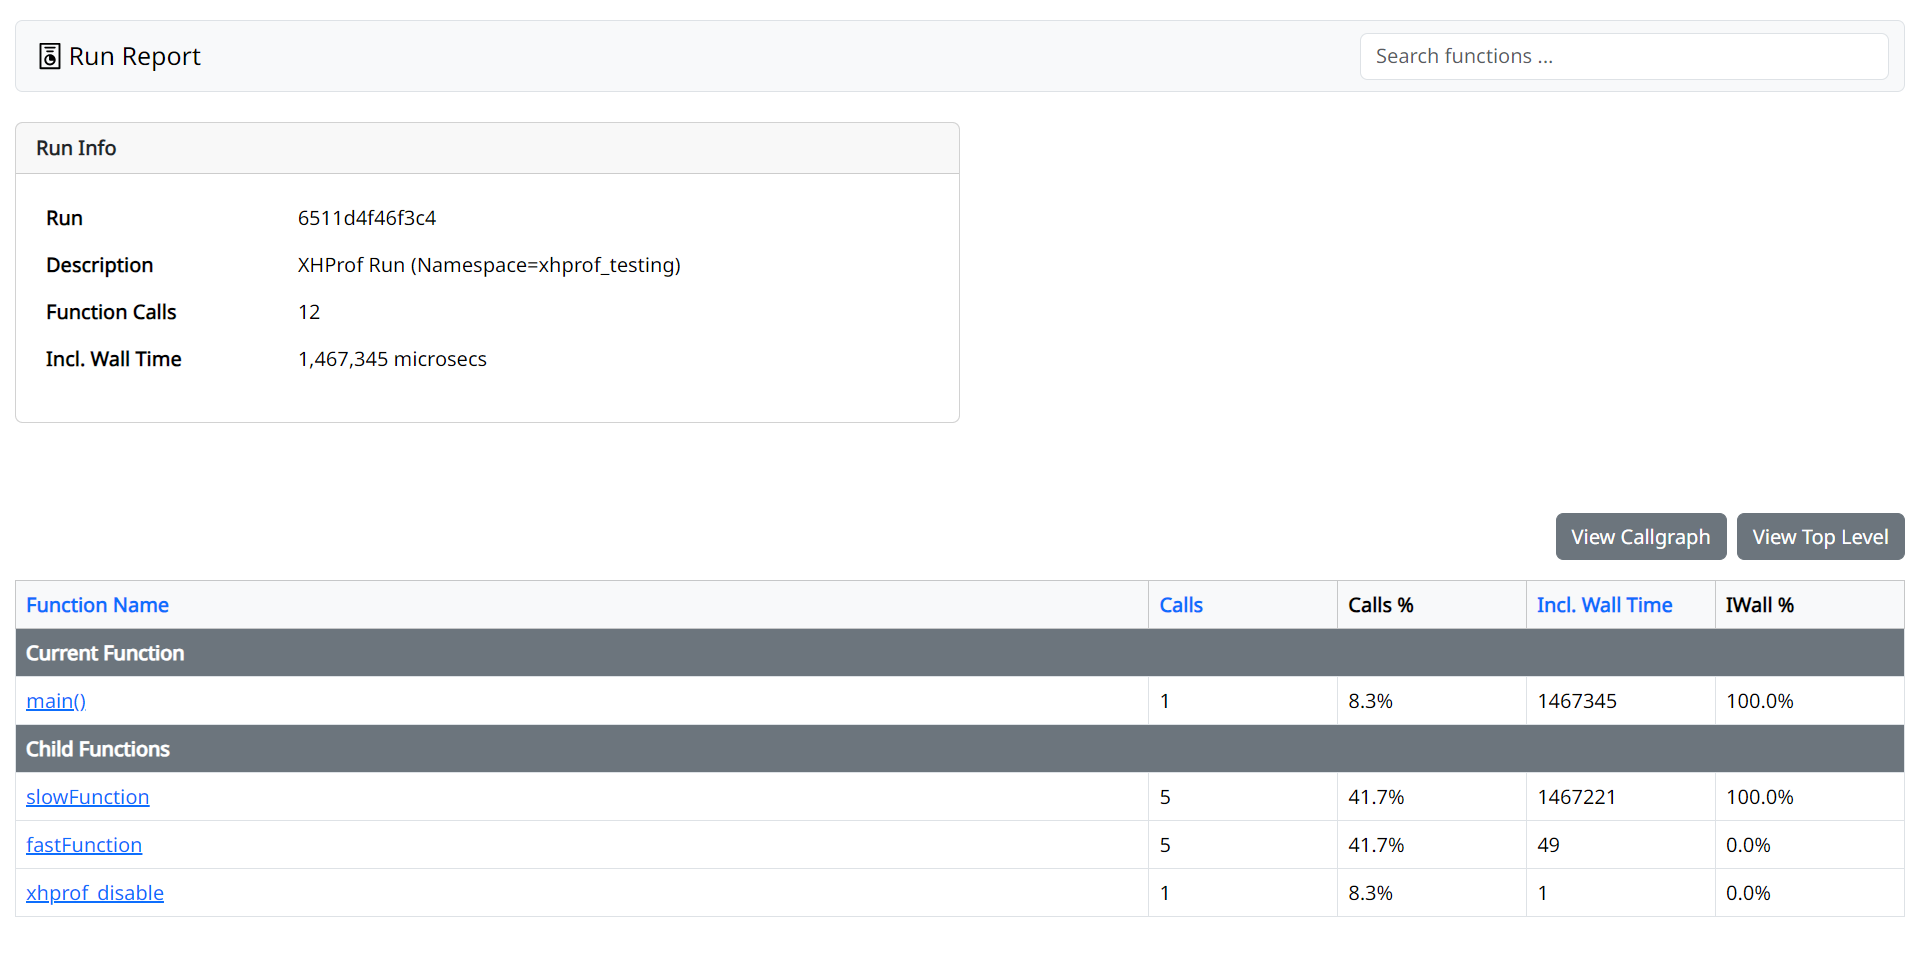 Run Report
Search functions ...
Run Info
Run 6511d4f46f3c4
Description XHProf Run (Namespace=xhprof_testing)
Function Calls 12
Incl. Wall Time 1,467,345 microsecs
View Callgraph View Top Level
Function Name Calls Calls % Incl. Wall Time IWall %
Current Function
main() 1 8.3% 1467345 100.0%
Child Functions
slowFunction 5 41.7% 1467221 100.0%
fastFunction 5 41.7% 49 0.0%
xhprof_disable 1 8.3% 1 0.0%